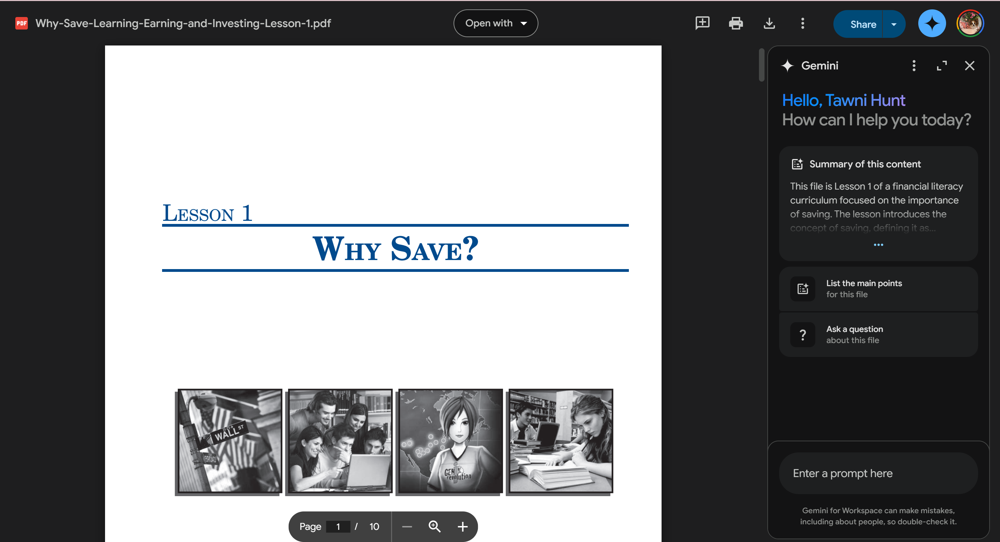 PDF
Why-Save-Learning-Earning-and-Investing-Lesson-1.pdf
Open with
Share
LESSON 1
WHY SAVE?
WALL ST
BROAD
GEN i revolution
Page 1 / 10
Gemini
Hello, Tawni Hunt
How can I help you today?
Summary of this content
This file is Lesson 1 of a financial literacy
curriculum focused on the importance
of saving. The lesson introduces the
concept of saving, defining it as...
List the main points
for this file
Ask a question
about this file
Enter a prompt here
Gemini for Workspace can make mistakes,
including about people, so double-check it.